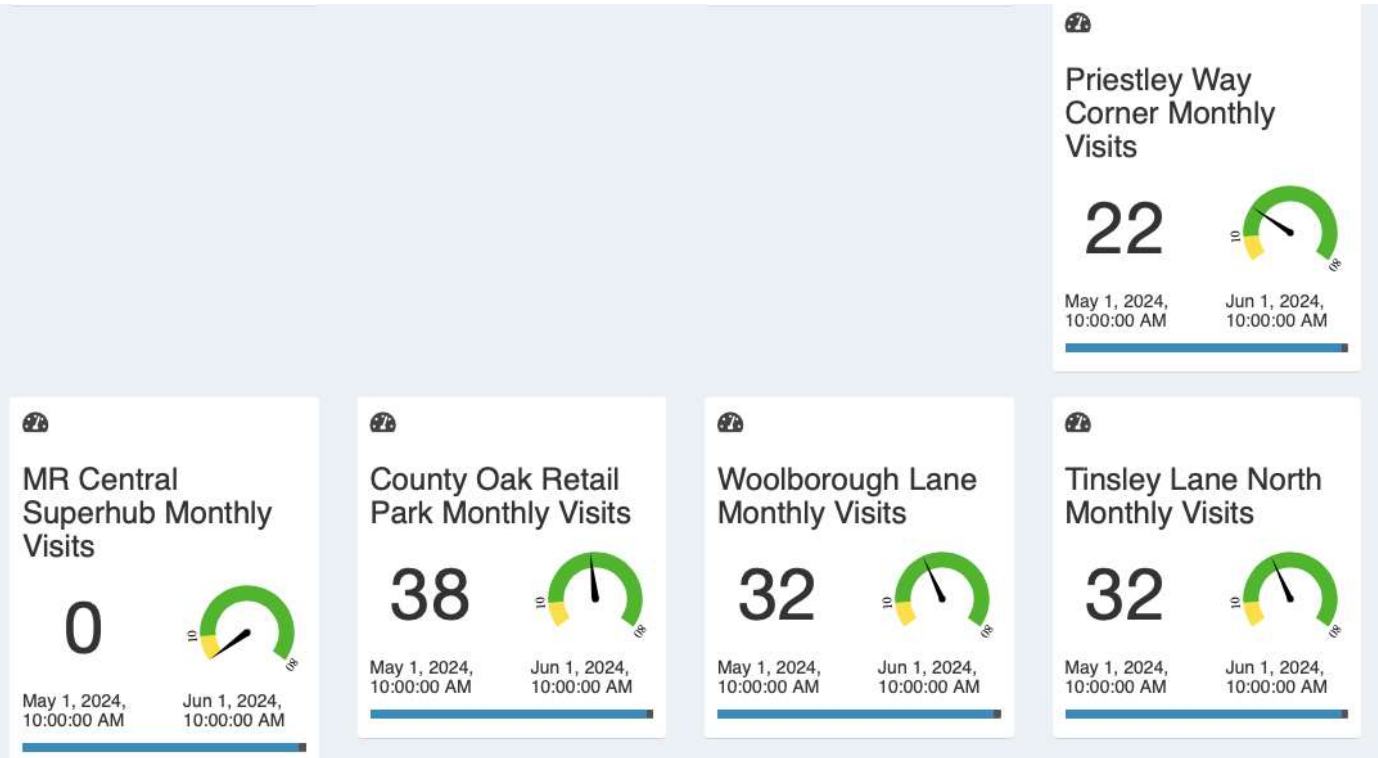 Priestley Way
Corner Monthly
Visits
22
10
80
May 1, 2024,
10:00:00 AM
Jun 1, 2024,
10:00:00 AM
MR Central
Superhub Monthly
Visits
0
10
80
May 1, 2024,
10:00:00 AM
Jun 1, 2024,
10:00:00 AM
County Oak Retail
Park Monthly Visits
38
10
80
May 1, 2024,
10:00:00 AM
Jun 1, 2024,
10:00:00 AM
Woolborough Lane
Monthly Visits
32
10
80
May 1, 2024,
10:00:00 AM
Jun 1, 2024,
10:00:00 AM
Tinsley Lane North
Monthly Visits
32
10
80
May 1, 2024,
10:00:00 AM
Jun 1, 2024,
10:00:00 AM